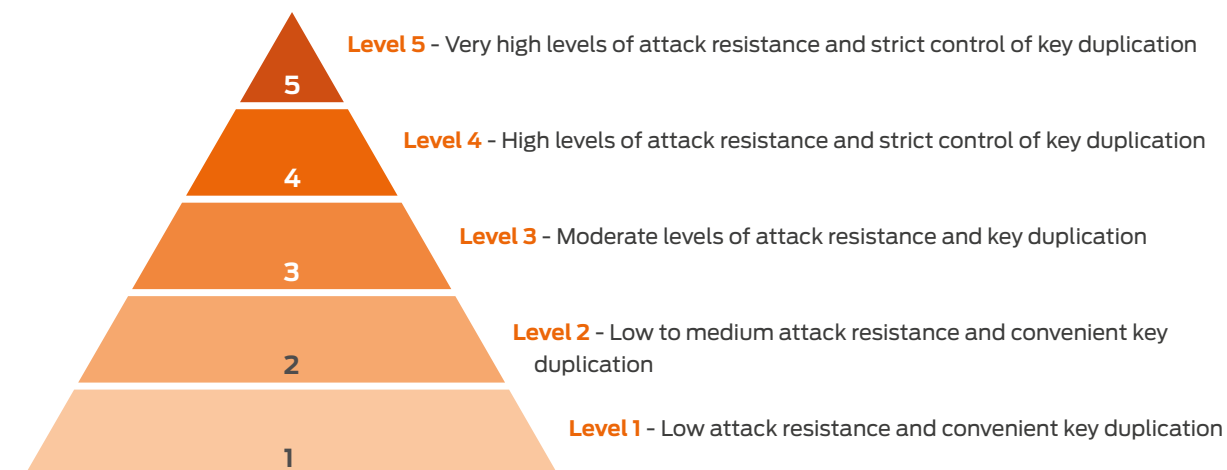 Level 5 - Very high levels of attack resistance and strict control of key duplication
5
Level 4 - High levels of attack resistance and strict control of key duplication
4
Level 3 - Moderate levels of attack resistance and key duplication
3
Level 2 - Low to medium attack resistance and convenient key
duplication
2
Level 1 - Low attack resistance and convenient key duplication
1